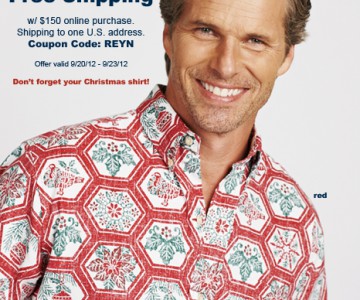 Free Shipping
w/ $150 online purchase.
Shipping to one U.S. address.
Coupon Code: REYN
Offer valid 9/20/12 - 9/23/12
Don't forget your Christmas shirt!
red